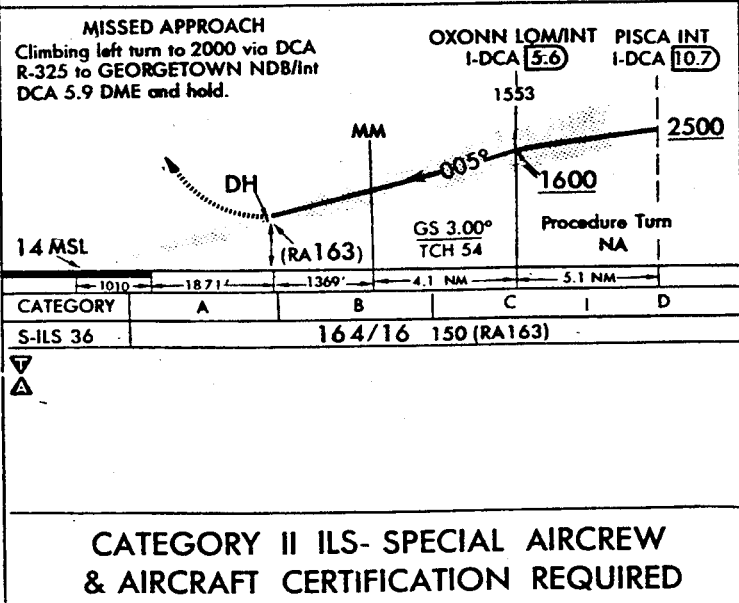 MISSED APPROACH
Climbing left turn to 2000 via DCA
R-325 to GEORGETOWN NDB/Int
DCA 5.9 DME and hold.
OXONN LOM/INT
I-DCA 5.6
PISCA INT
I-DCA 10.7
1553
MM
2500
005°
DH
1600
GS 3.00°
TCH 54
Procedure Turn
NA
14 MSL
(RA163)
1010
1871'
1369'
4.1 NM
5.1 NM
CATEGORY A B C D
S-ILS 36 164/16 150 (RA163)
T
A
CATEGORY II ILS- SPECIAL AIRCREW
& AIRCRAFT CERTIFICATION REQUIRED